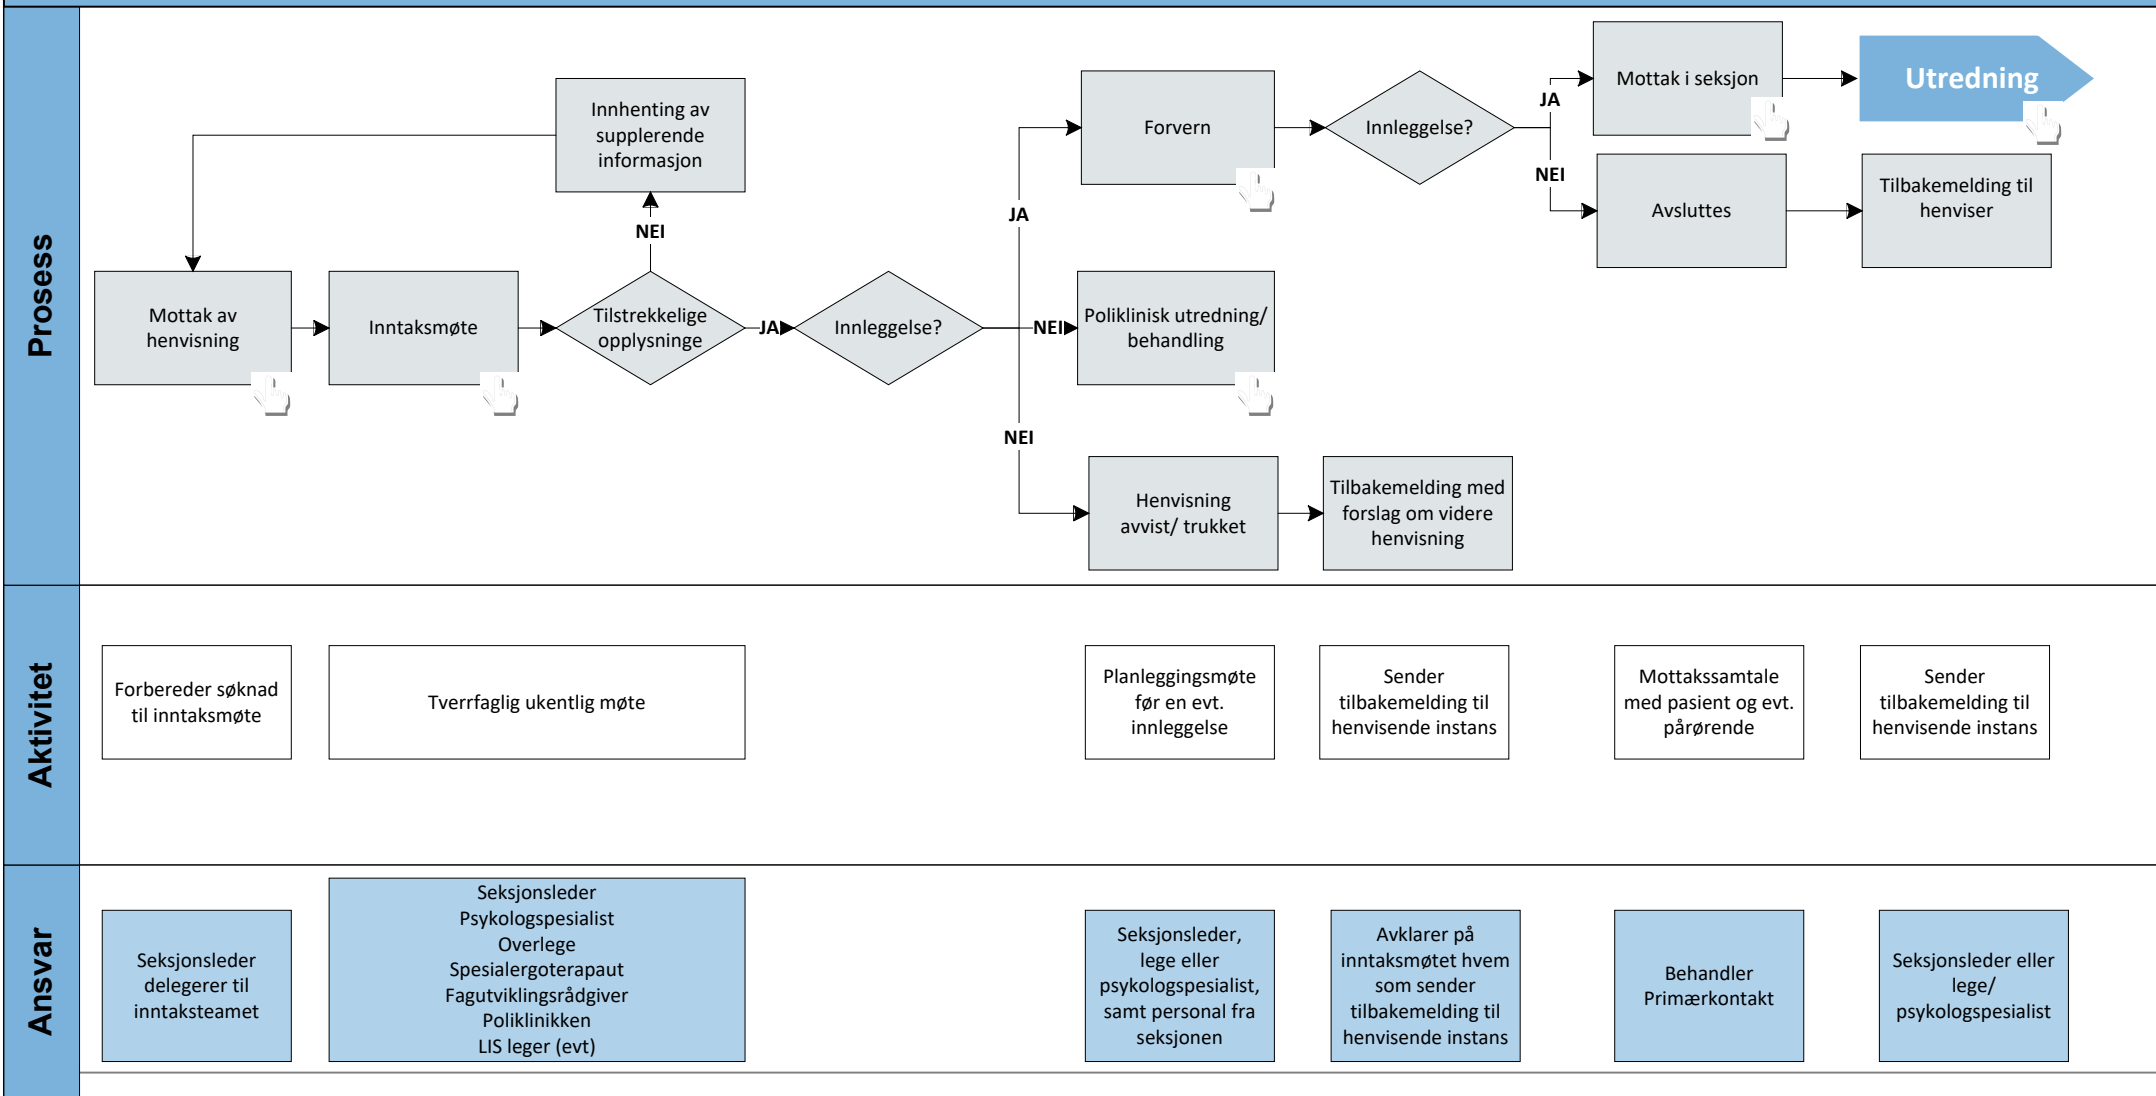 Prosess
Innhenting av
supplerende
informasjon
NEI
Mottak av
henvisning
Inntaksmøte
Tilstrekkelige
opplysninge
JA
Innleggelse?
JA
NEI
NEI
Forvern
Innleggelse?
JA
NEI
Mottak i seksjon
Utredning
Avsluttes
Tilbakemelding til
henviser
Poliklinisk utredning/
behandling
Henvisning
avvist/ trukket
Tilbakemelding med
forslag om videre
henvisning
Aktivitet
Forbereder søknad
til inntaksmøte
Tverrfaglig ukentlig møte
Planleggingsmøte
før en evt.
innleggelse
Sender
tilbakemelding til
henvisende instans
Mottakssamtale
med pasient og evt.
pårørende
Sender
tilbakemelding til
henvisende instans
Ansvar
Seksjonsleder
delegerer til
inntaksteamet
Seksjonsleder
Psykologspesialist
Overlege
Spesialergoterapaut
Fagutviklingsrådgiver
Poliklinikken
LIS leger (evt)
Seksjonsleder,
lege eller
psykologspesialist,
samt personal fra
seksjonen
Avklarer på
inntaksmøtet hvem
som sender
tilbakemelding til
henvisende instans
Behandler
Primærkontakt
Seksjonsleder eller
lege/
psykologspesialist